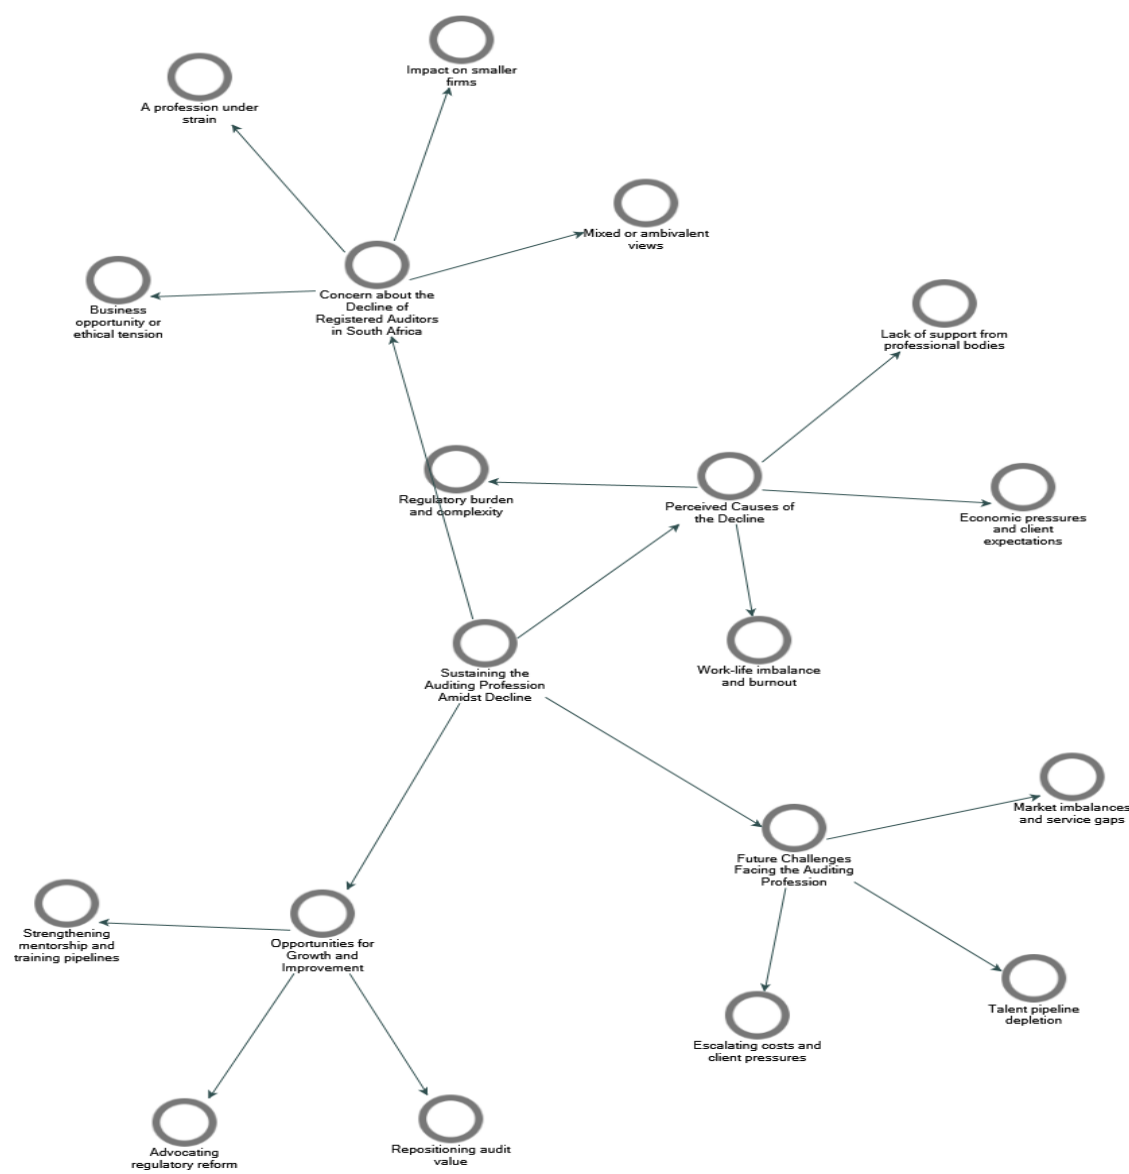 Impact on smaller
firms
A profession under
strain
Mixed or ambivalent
views
Concern about the
Decline of
Registered Auditors
in South Africa
Business
opportunity or
ethical tension
Lack of support from
professional bodies
Regulatory burden
and complexity
Perceived Causes of
the Decline
Economic pressures
and client
expectations
Work-life imbalance
and burnout
Sustaining the
Auditing Profession
Amidst Decline
Market imbalances
and service gaps
Future Challenges
Facing the Auditing
Profession
Strengthening
mentorship and
training pipelines
Opportunities for
Growth and
Improvement
Talent pipeline
depletion
Escalating costs and
client pressures
Advocating
regulatory reform
Repositioning audit
value